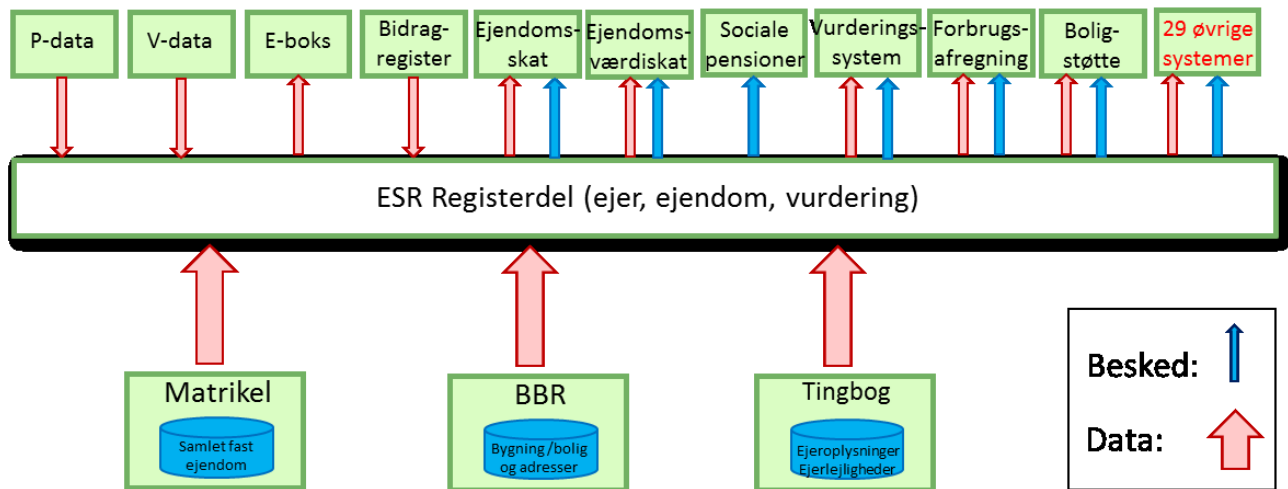 P-data
V-data
E-boks
Bidrag-
register
Ejendoms-
skat
Ejendoms-
værdiskat
Sociale
pensioner
Vurderings-
system
Forbrugs-
afregning
Bolig-
støtte
29 øvrige
systemer
ESR Registerdel (ejer, ejendom, vurdering)
Matrikel
Samlet fast
ejendom
BBR
Bygning/bolig
og adresser
Tingbog
Ejeroplysninger
Ejerlejligheder
Besked:
Data: